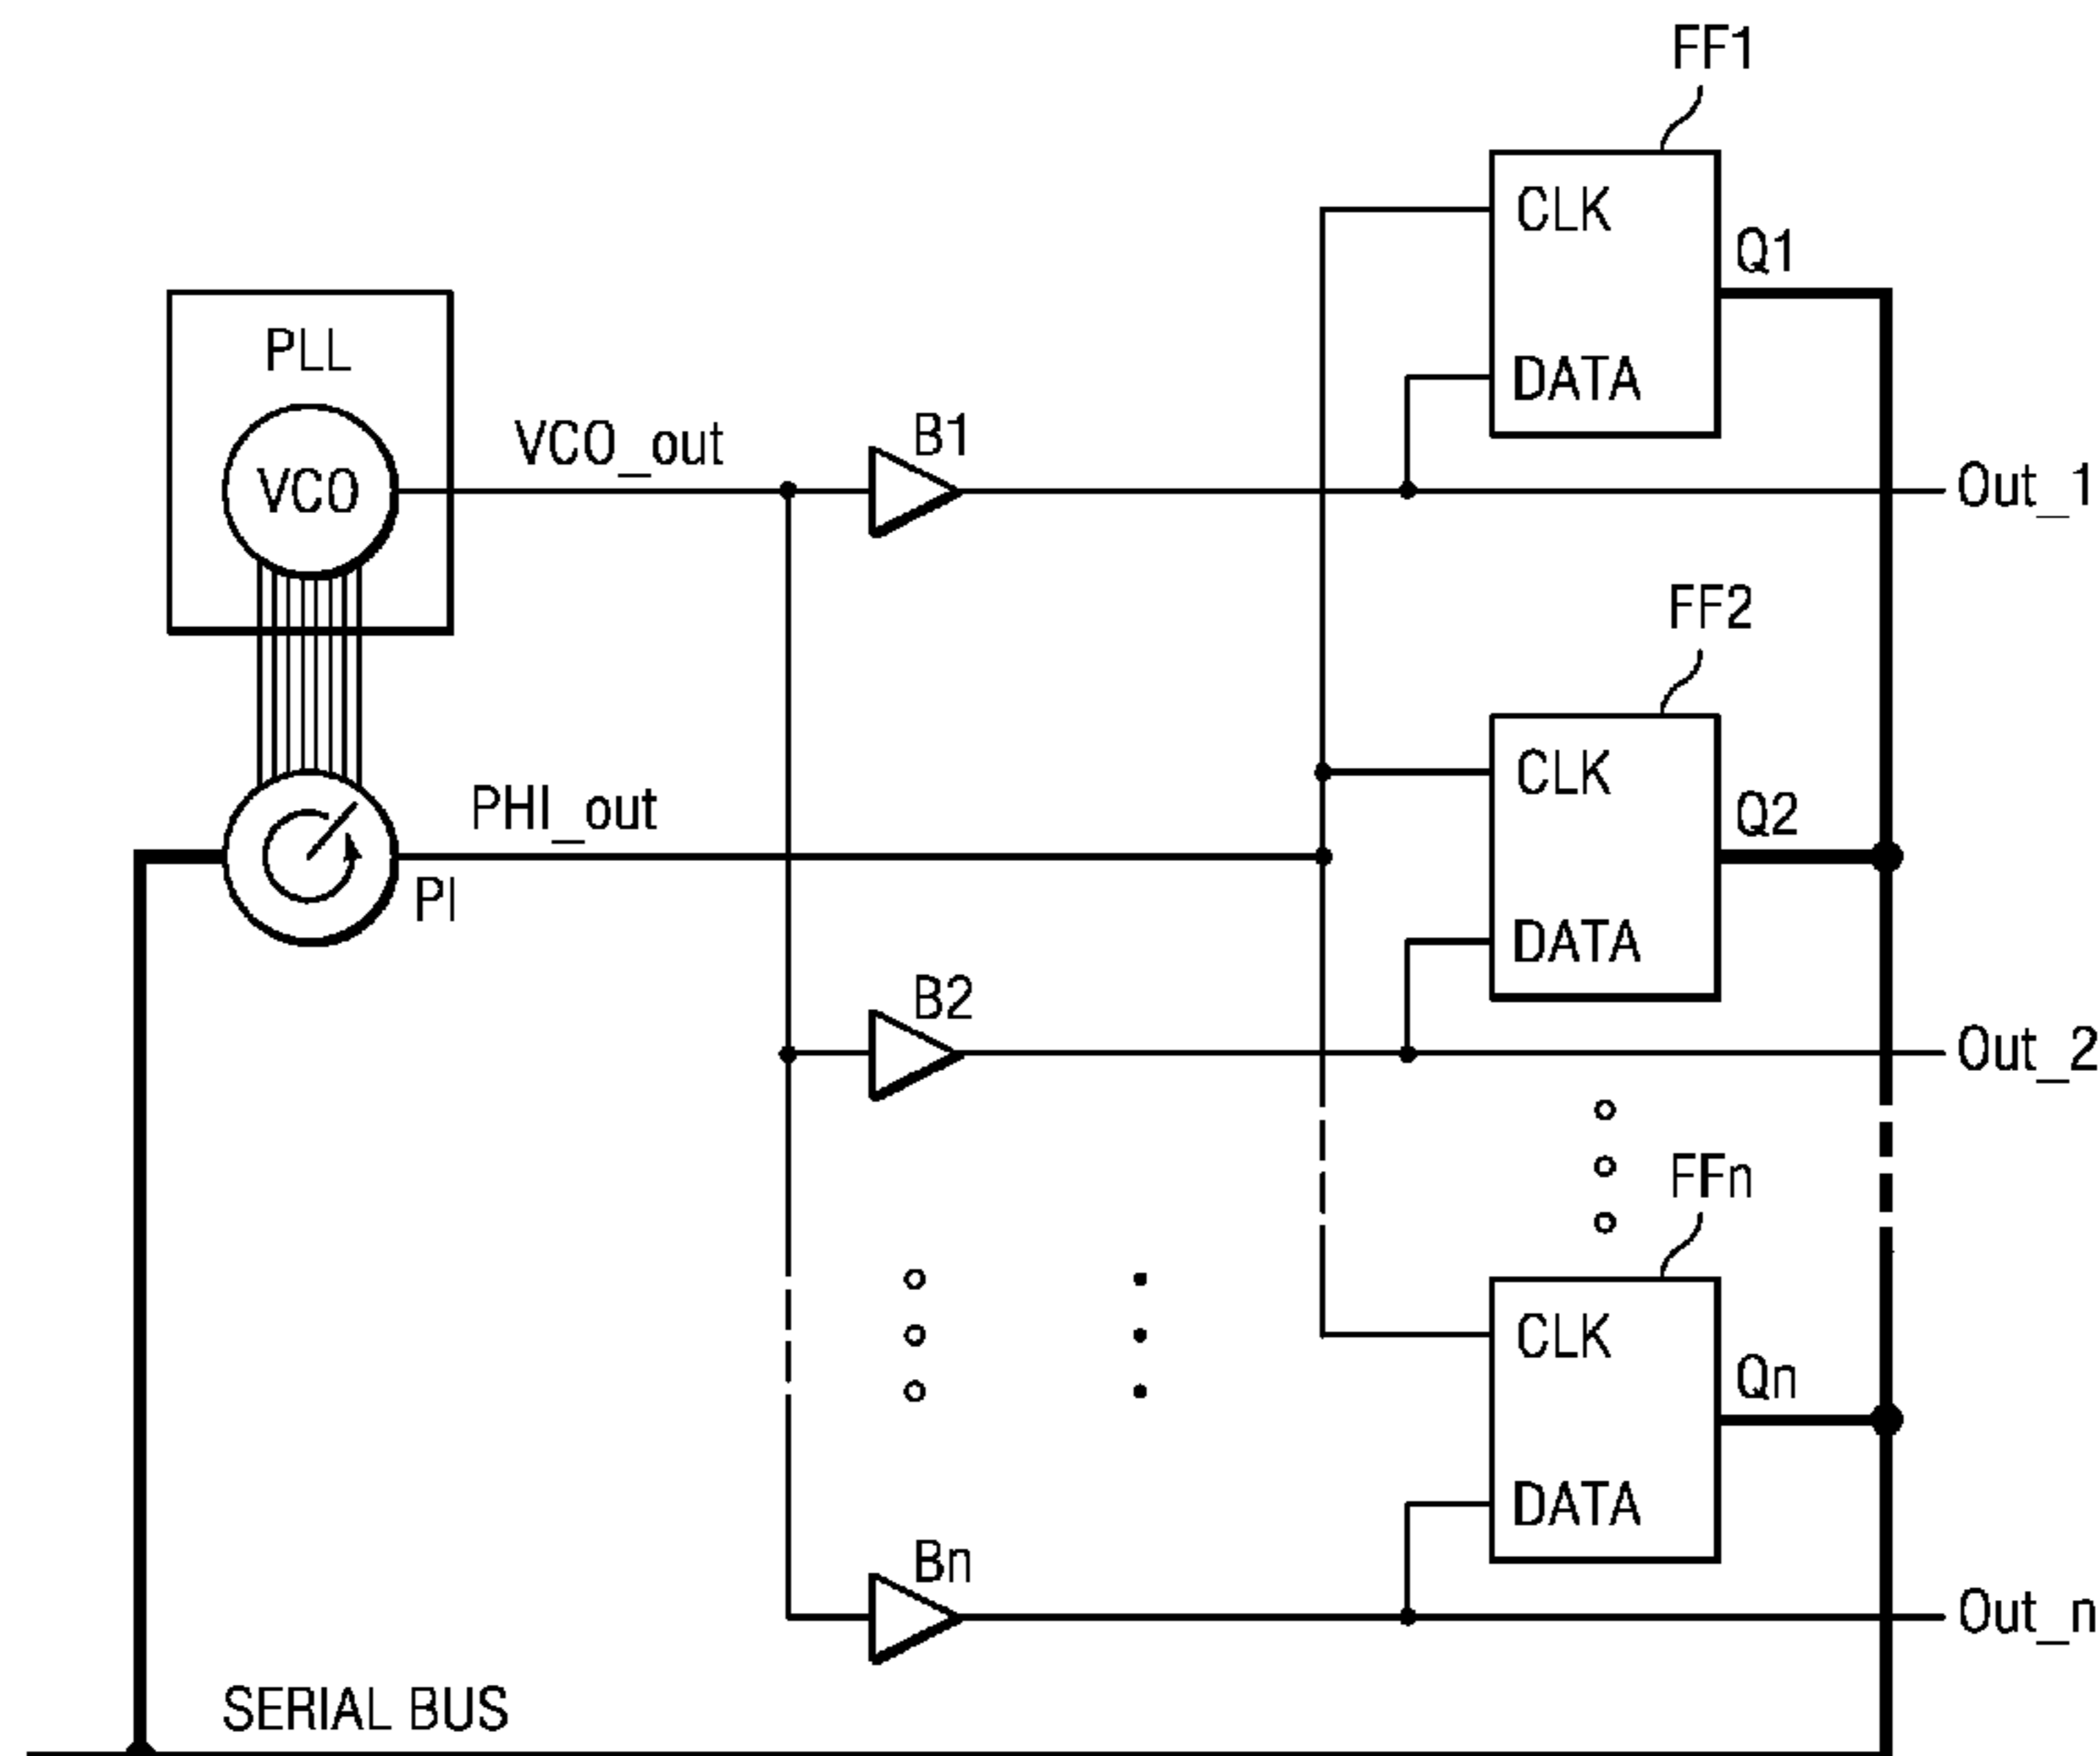 FF1
CLK
Q1
DATA
PLL
VCO
VCO_out
B1
Out_1
FF2
CLK
Q2
PHI_out
PI
DATA
B2
Out_2
FFn
CLK
Qn
DATA
Bn
Out_n
SERIAL BUS